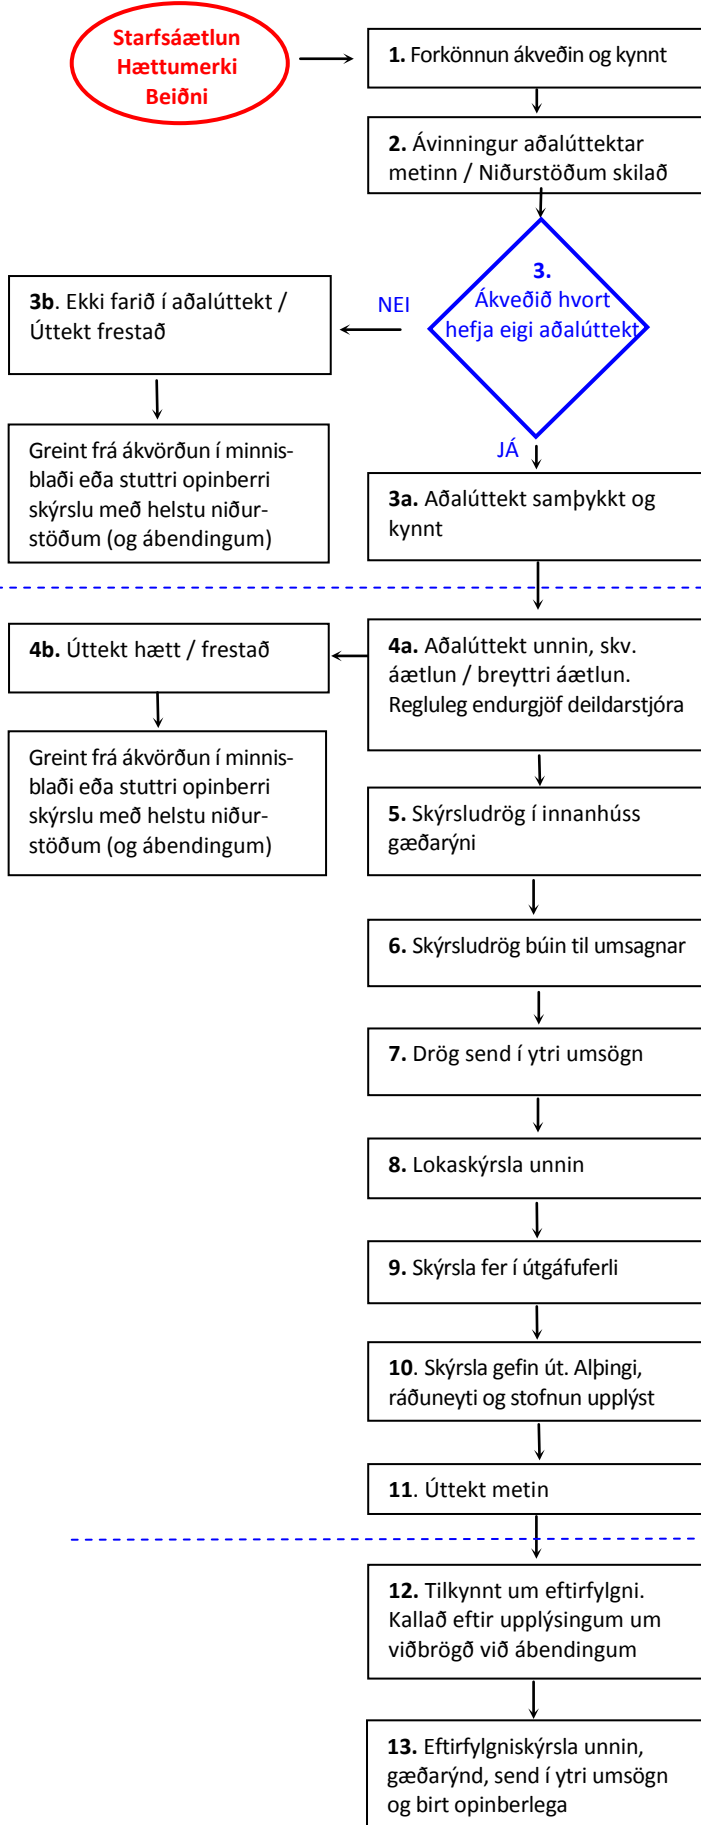 Starfsáætlun
Hættumerki
Beiðni
1. Forkönnun ákveðin og kynnt
2. Ávinningur aðalúttektar
metinn / Niðurstöðum skilað
3.
Ákveðið hvort
hefja eigi aðalúttekt
NEI
3b. Ekki farið í aðalúttekt /
Úttekt frestað
Greint frá ákvörðun í minnis-
blaði eða stuttri opinberri
skýrslu með helstu niður-
stöðum (og ábendingum)
JÁ
3a. Aðalúttekt samþykkt og
kynnt
4a. Aðalúttekt unnin, skv.
áætlun / breyttri áætlun.
Regluleg endurgjöf deildarstjóra
4b. Úttekt hætt / frestað
Greint frá ákvörðun í minnis-
blaði eða stuttri opinberri
skýrslu með helstu niður-
stöðum (og ábendingum)
5. Skýrsludrög í innanhúss
gæðarýni
6. Skýrsludrög búin til umsagnar
7. Drög send í ytri umsögn
8. Lokaskýrsla unnin
9. Skýrsla fer í útgáfuferli
10. Skýrsla gefin út. Alþingi,
ráðuneyti og stofnun upplýst
11. Úttekt metin
12. Tilkynnt um eftirfylgni.
Kallað eftir upplýsingum um
viðbrögð við ábendingum
13. Eftirfylgniskýrsla unnin,
gæðarýnd, send í ytri umsögn
og birt opinberlega